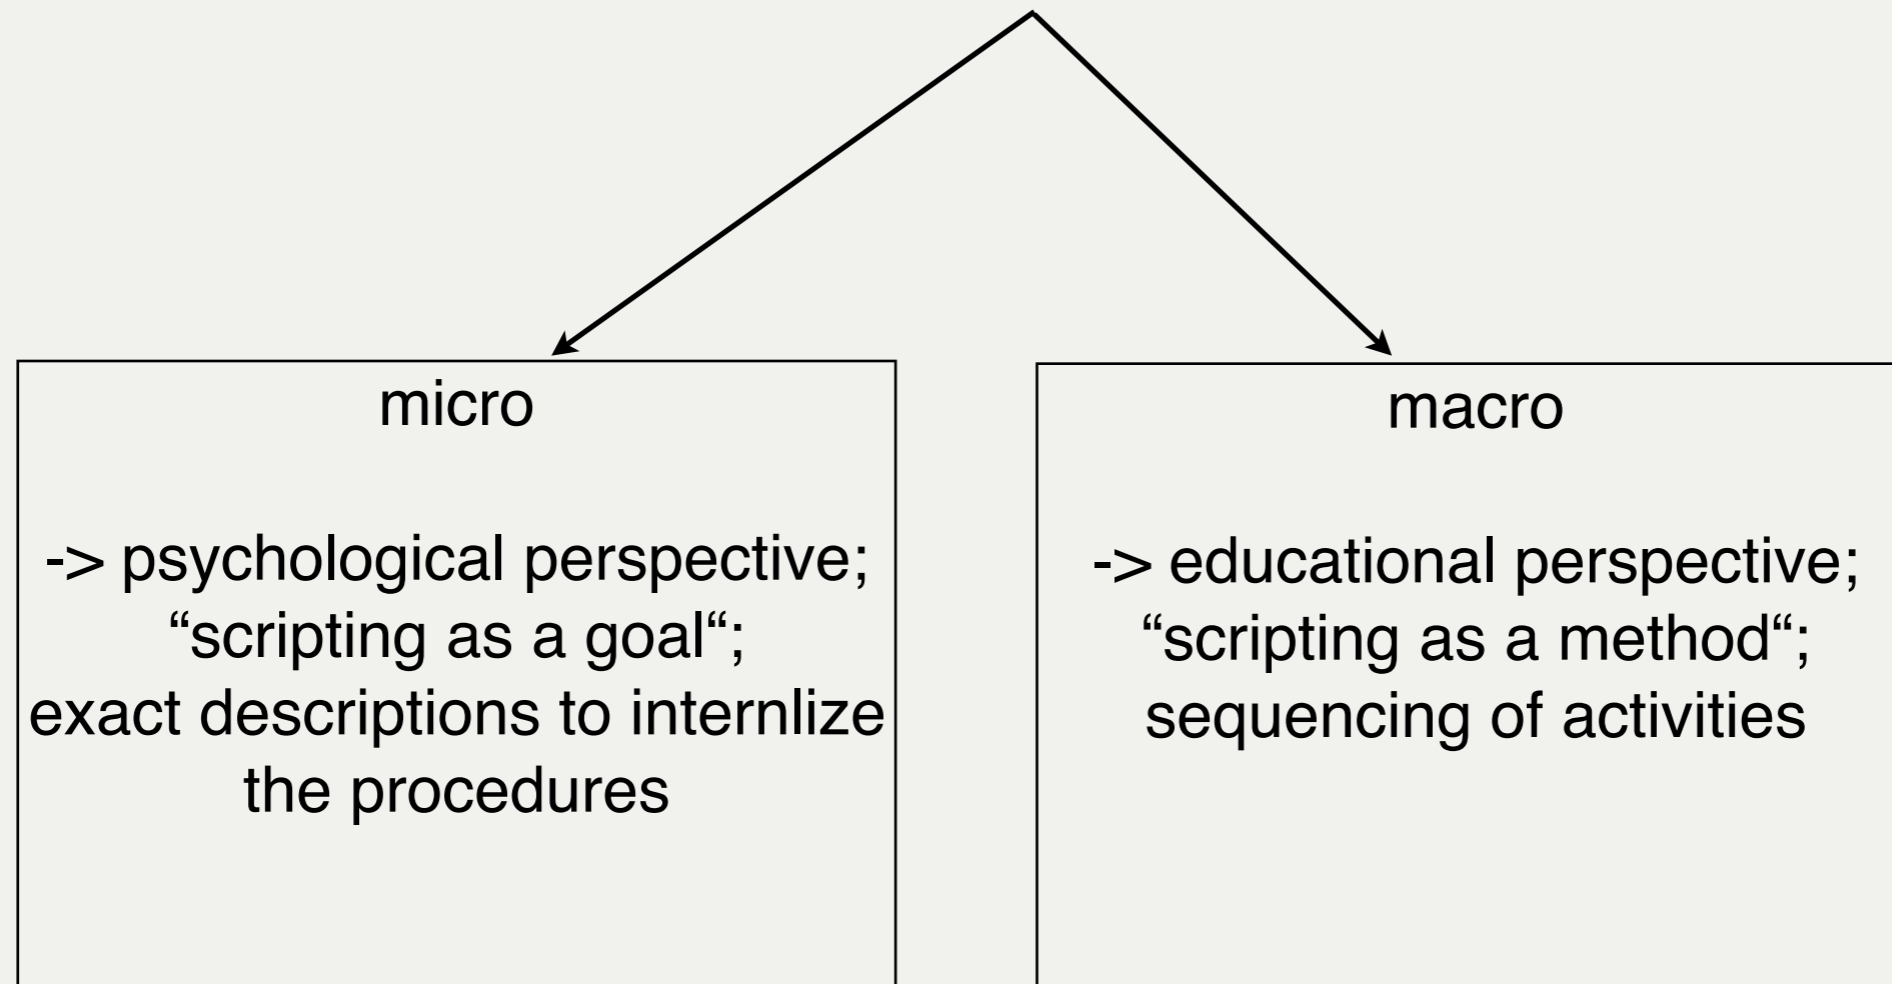 micro
-> psychological perspective;
“scripting as a goal“;
exact descriptions to internlize
the procedures
macro
-> educational perspective;
“scripting as a method“;
sequencing of activities